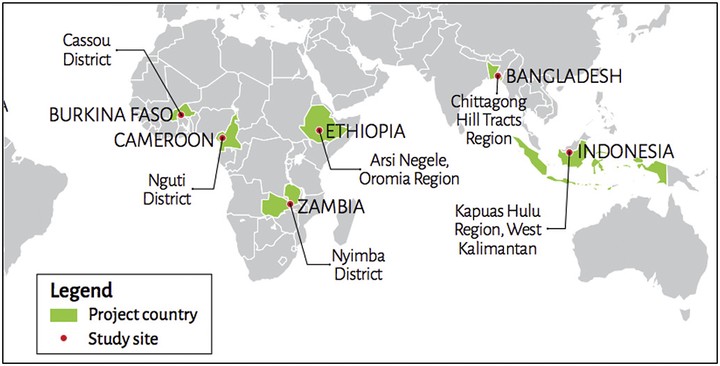 Cassou
District
BURKINA FASO
CAMEROON
Nguti
District
ETHIOPIA
Arsi Negele,
Oromia Region
ZAMBIA
Nyimba
District
BANGLADESH
Chittagong
Hill Tracts
Region
INDONESIA
Kapuas Hulu
Region, West
Kalimantan
A
Legend
Project country
Study site